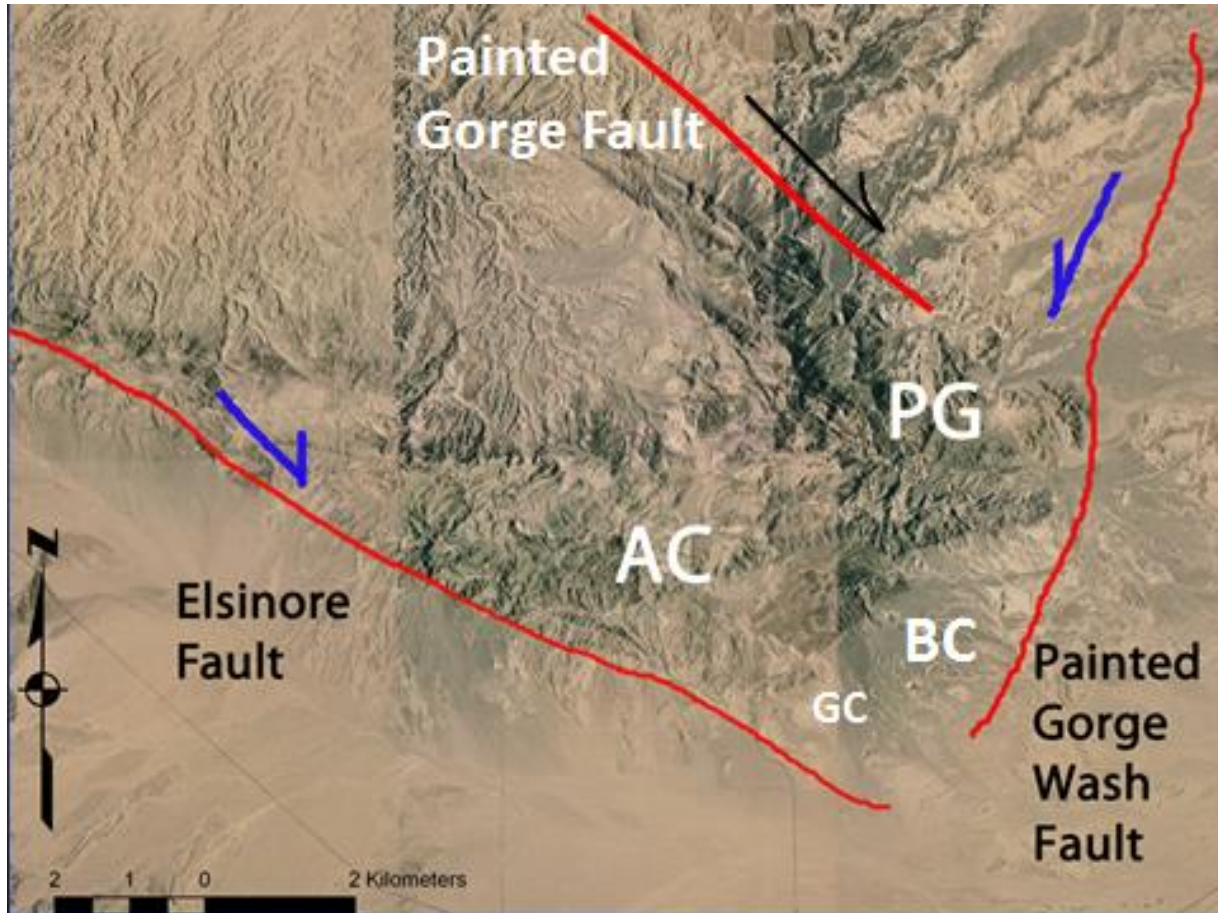 Painted
Gorge Fault
PG
AC
Elsinore
Fault
BC
GC
Painted
Gorge
Wash
Fault
N
2 1 0 2 Kilometers